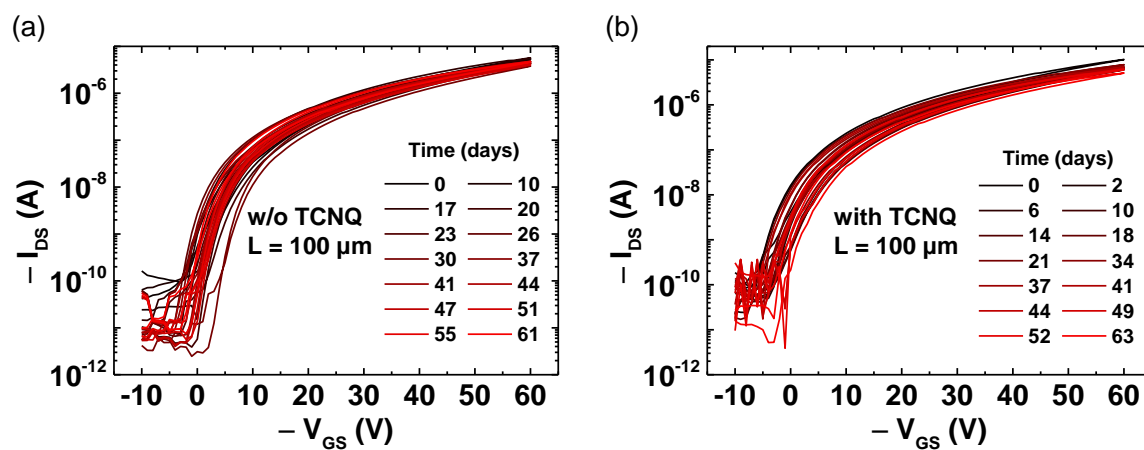 (a)
10⁻⁶
10⁻⁸
10⁻¹⁰
10⁻¹²
− I_DS (A)
Time (days)
0 10
17 20
23 26
30 37
41 44
47 51
55 61
w/o TCNQ
L = 100 µm
-10 0 10 20 30 40 50 60
− V_GS (V)
(b)
10⁻⁶
10⁻⁸
10⁻¹⁰
10⁻¹²
− I_DS (A)
Time (days)
0 2
6 10
14 18
21 34
37 41
44 49
52 63
with TCNQ
L = 100 µm
-10 0 10 20 30 40 50 60
− V_GS (V)